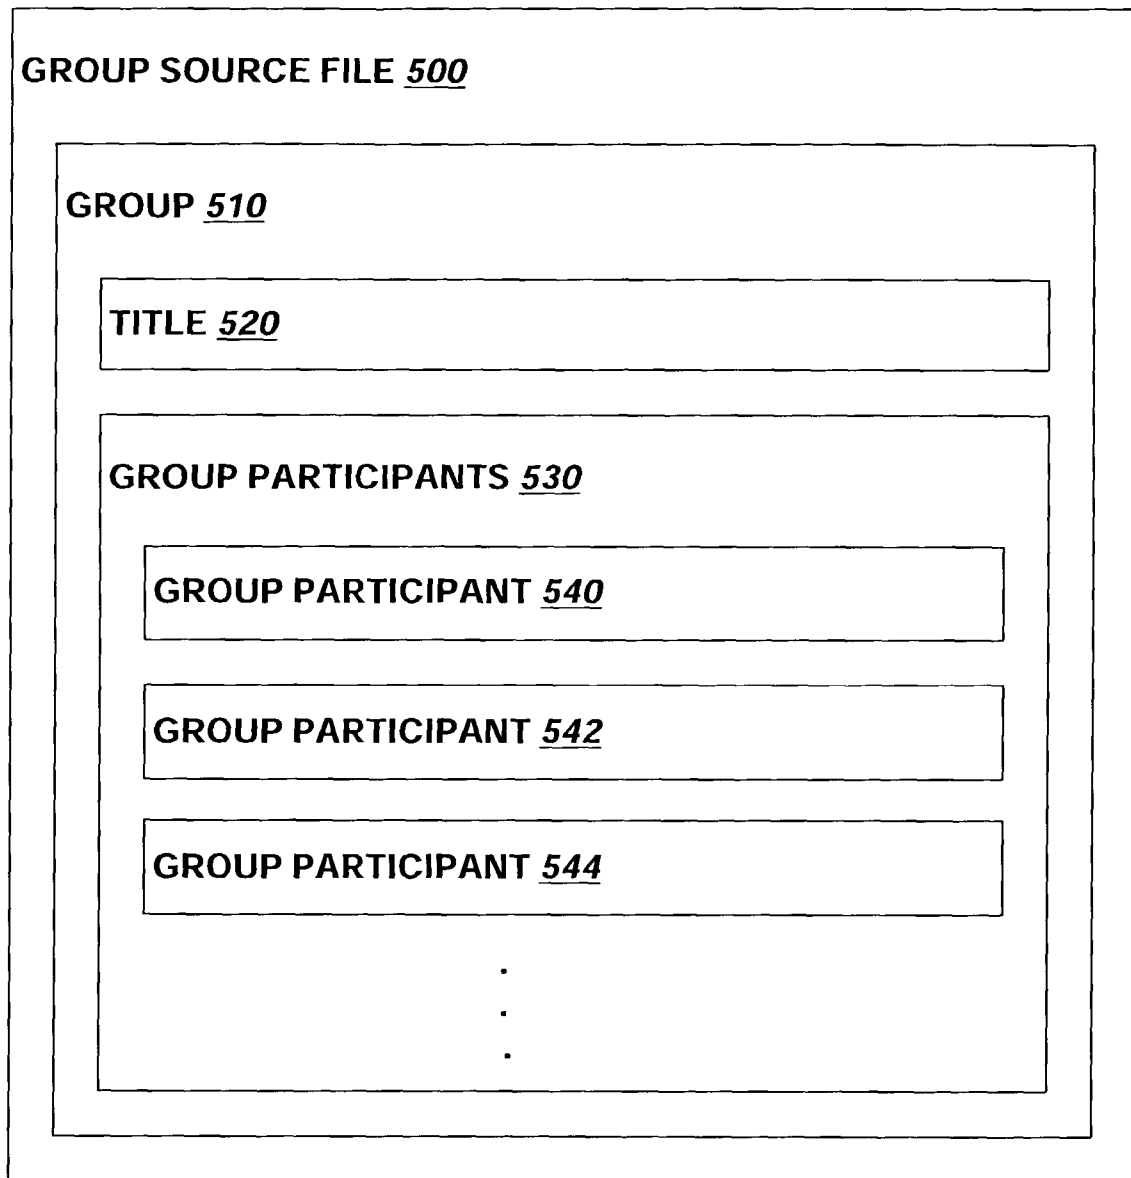 GROUP SOURCE FILE 500
GROUP 510
TITLE 520
GROUP PARTICIPANTS 530
GROUP PARTICIPANT 540
GROUP PARTICIPANT 542
GROUP PARTICIPANT 544